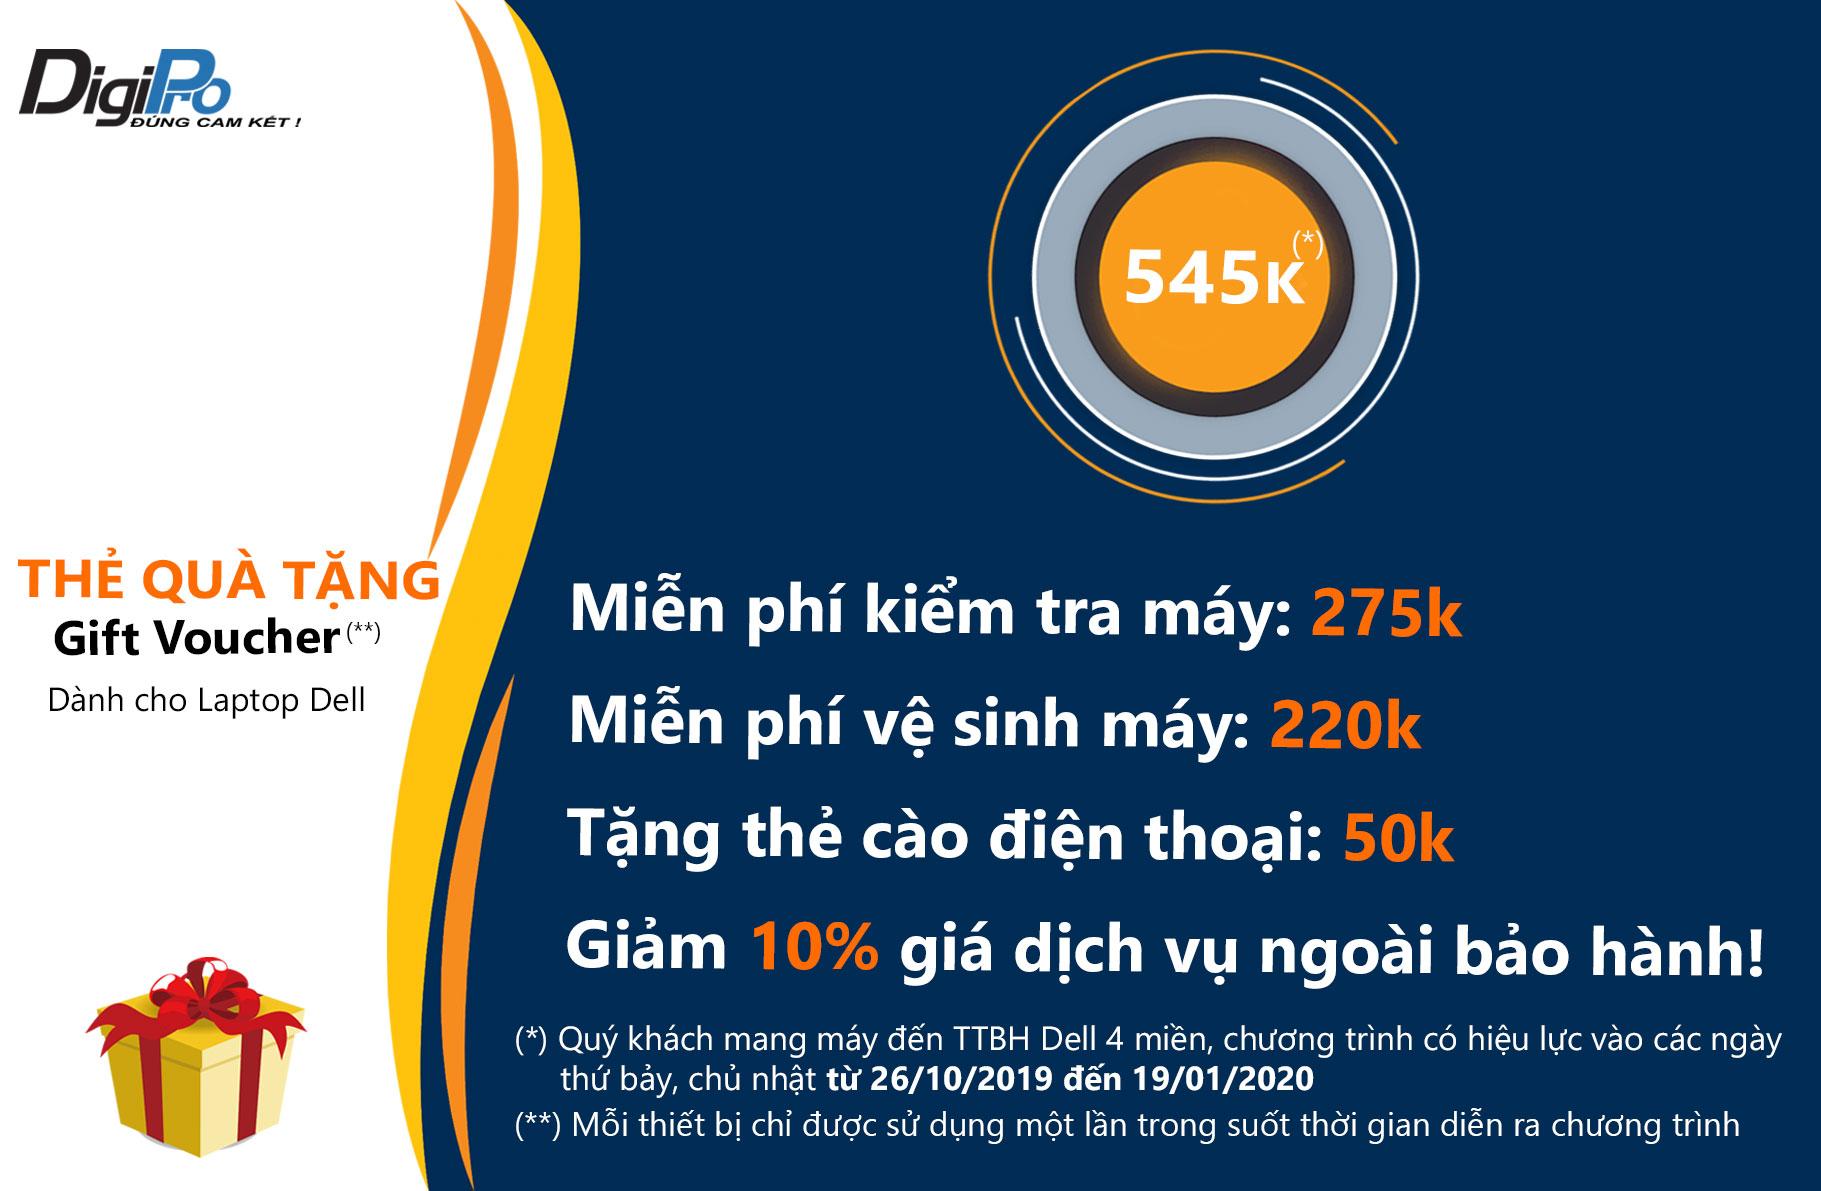 DigiPro
ĐÚNG CAM KẾT !
545K (*)
THẺ QUÀ TẶNG
Gift Voucher (**)
Dành cho Laptop Dell
Miễn phí kiểm tra máy: 275k
Miễn phí vệ sinh máy: 220k
Tặng thẻ cào điện thoại: 50k
Giảm 10% giá dịch vụ ngoài bảo hành!
(*) Quý khách mang máy đến TTBH Dell 4 miền, chương trình có hiệu lực vào các ngày
thứ bảy, chủ nhật từ 26/10/2019 đến 19/01/2020
(**) Mỗi thiết bị chỉ được sử dụng một lần trong suốt thời gian diễn ra chương trình